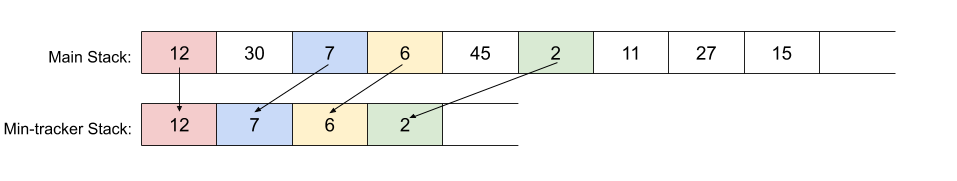 Main Stack: 12 30 7 6 45 2 11 27 15
Min-tracker Stack: 12 7 6 2